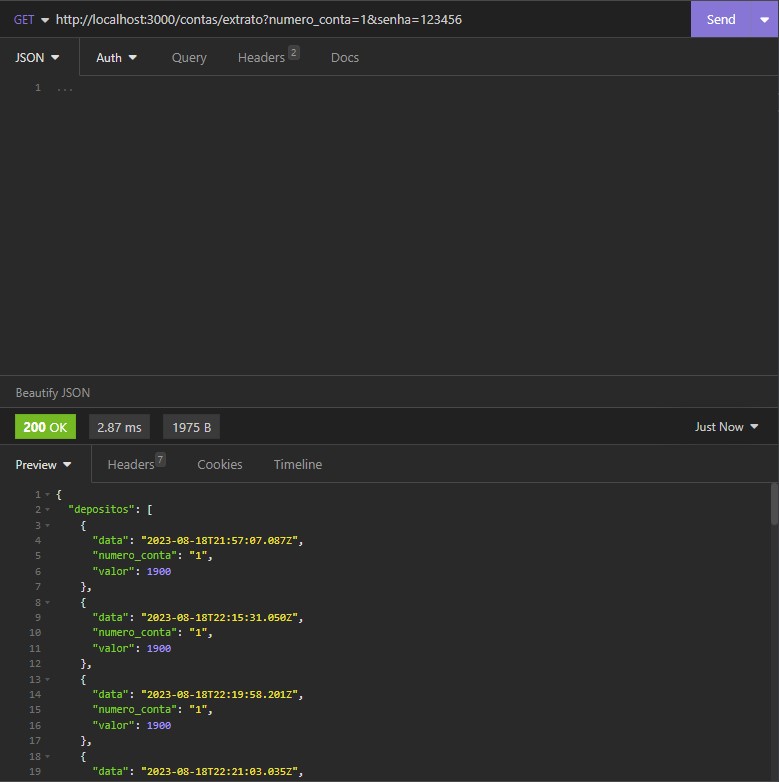 GET http://localhost:3000/contas/extrato?numero_conta=1&senha=123456 Send
JSON Auth Query Headers 2 Docs
1 ...
Beautify JSON
200 OK 2.87 ms 1975 B Just Now
Preview Headers 7 Cookies Timeline
1 {
2 "depositos": [
3 {
4 "data": "2023-08-18T21:57:07.087Z",
5 "numero_conta": "1",
6 "valor": 1900
7 },
8 {
9 "data": "2023-08-18T22:15:31.050Z",
10 "numero_conta": "1",
11 "valor": 1900
12 },
13 {
14 "data": "2023-08-18T22:19:58.201Z",
15 "numero_conta": "1",
16 "valor": 1900
17 },
18 {
19 "data": "2023-08-18T22:21:03.035Z",